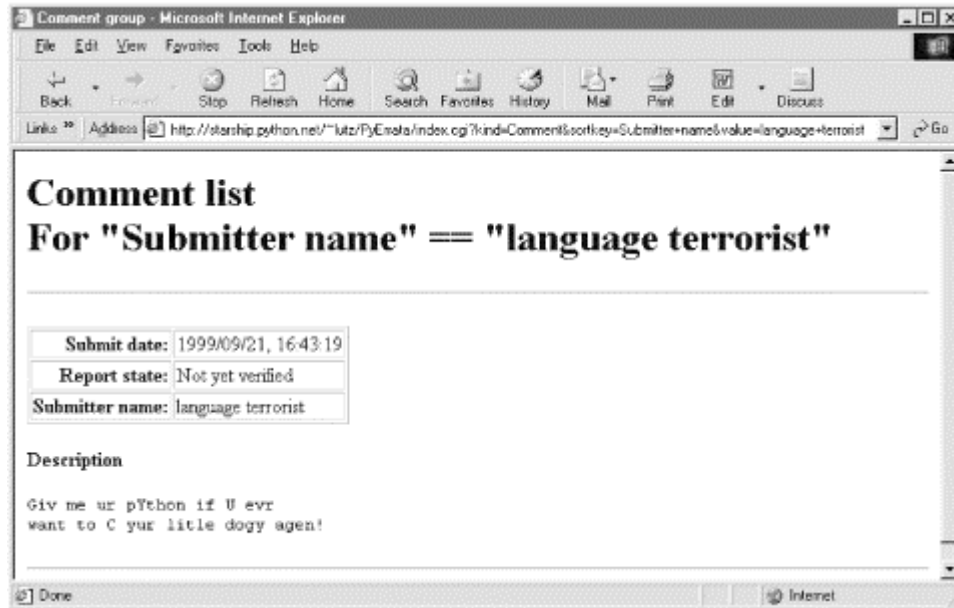 Comment group - Microsoft Internet Explorer
File Edit View Favorites Tools Help
Back Forward Stop Refresh Home Search Favorites History Mail Print Edit Discuss
Links » Address http://starship.python.net/~lutz/PyErrata/index.cgi?kind=Comment&sortkey=Submitter+name&value=language+terrorist Go
Comment list
For "Submitter name" == "language terrorist"
Submit date: 1999/09/21, 16:43:19
Report state: Not yet verified
Submitter name: language terrorist
Description
Giv me ur pYthon if U evr
want to C yur litle dogy agen!
Done Internet